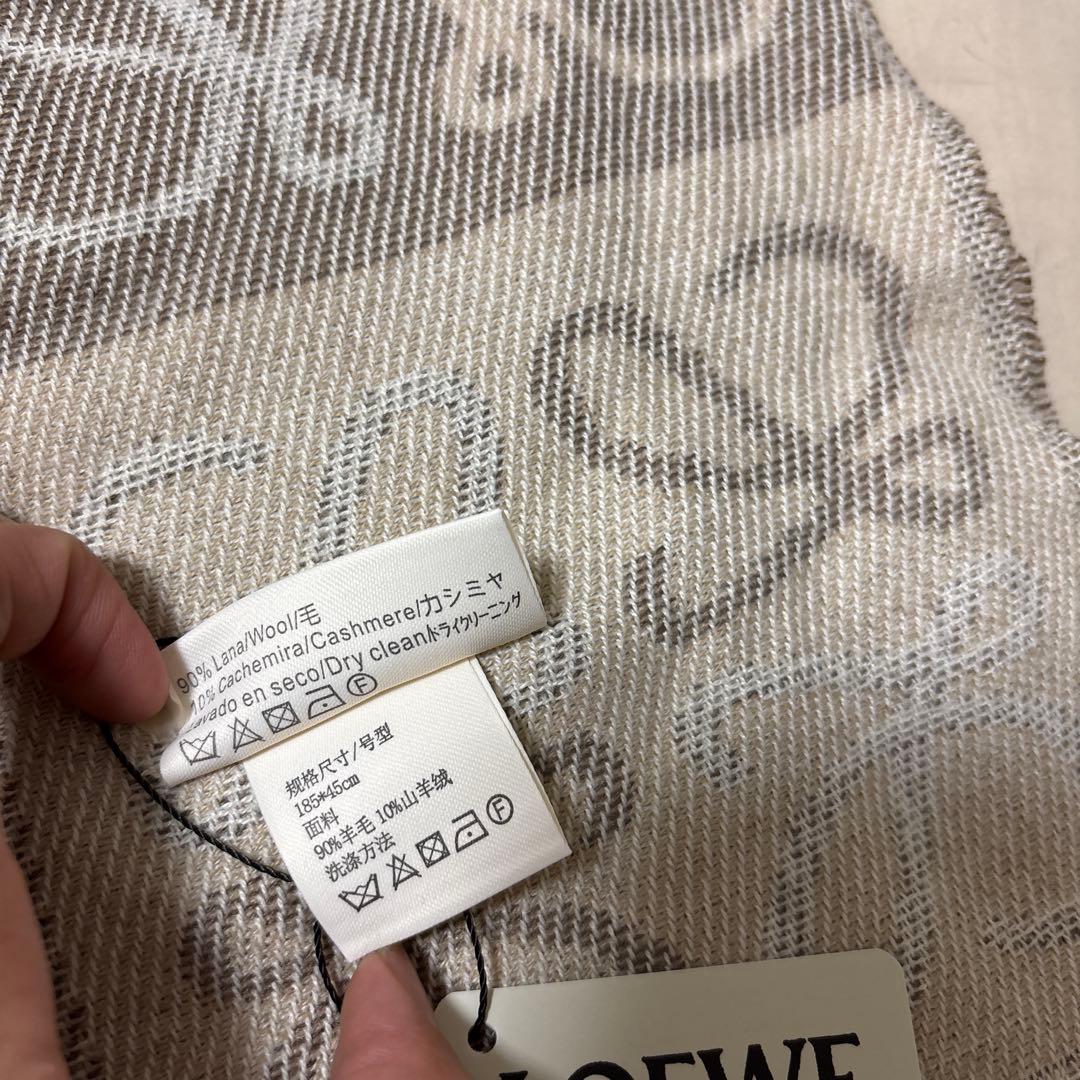 90% Lana/Wool/毛
10% Cachemira/Cashmere/カシミヤ
Lavado en seco/Dry cleanドライクリーニング
F
规格尺寸/号型
185*45cm
面料
90%羊毛 10%山羊绒
洗涤方法
F
LOEWE